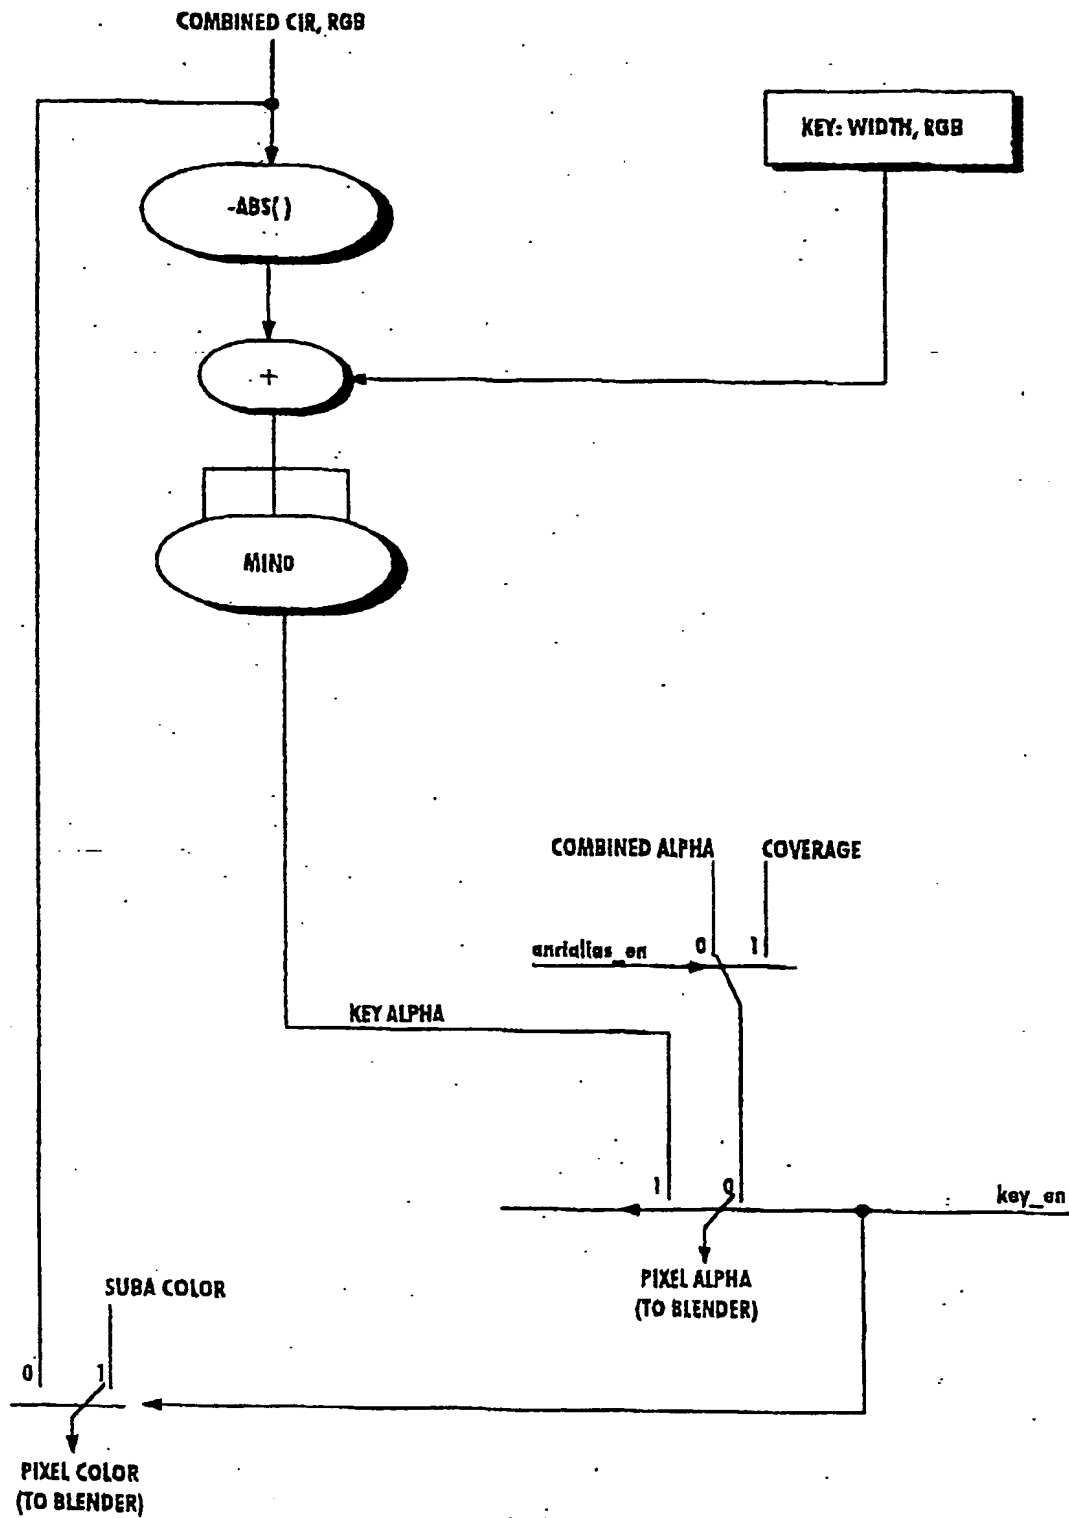 COMBINED CIR, RGB
KEY: WIDTH, RGB
-ABS( )
+
MIN0
COMBINED ALPHA
COVERAGE
antialias_en
0
1
KEY ALPHA
1
0
key_en
PIXEL ALPHA
(TO BLENDER)
SUBA COLOR
0
1
PIXEL COLOR
(TO BLENDER)